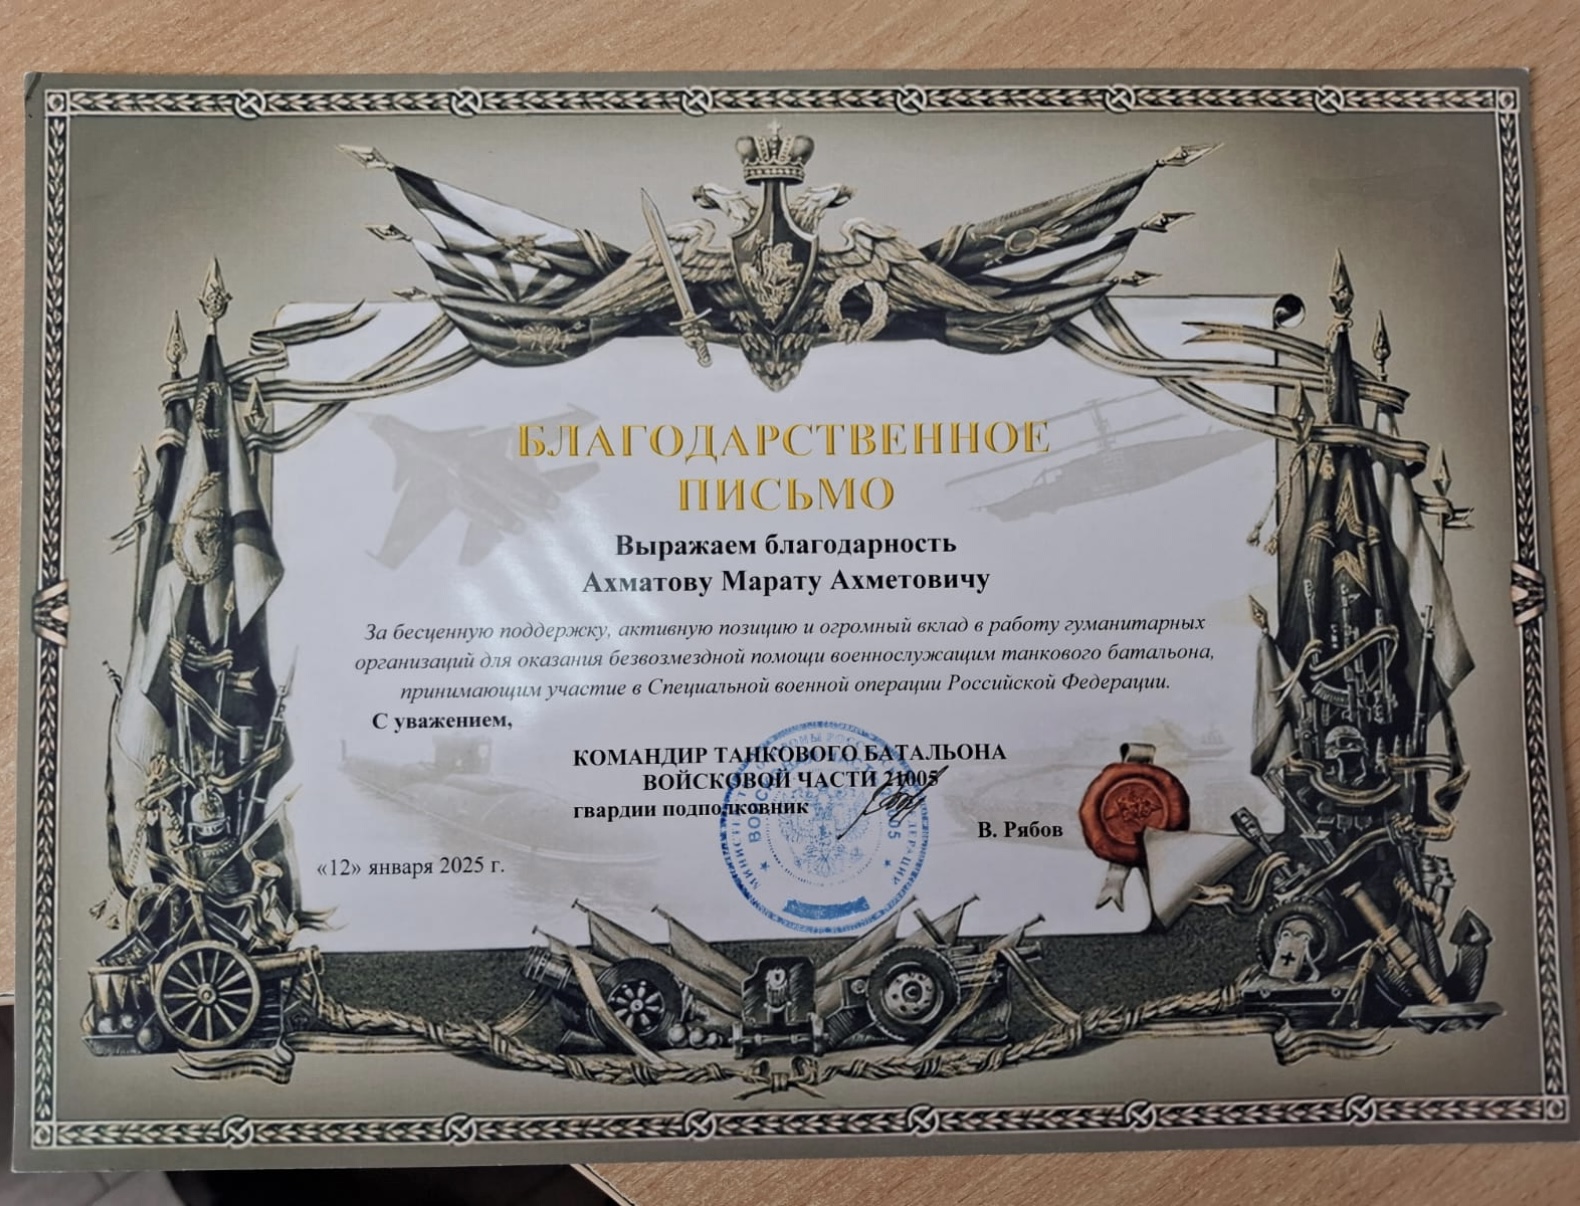 БЛАГОДАРСТВЕННОЕ
ПИСЬМО
Выражаем благодарность
Ахматову Марату Ахметовичу
За бесценную поддержку, активную позицию и огромный вклад в работу гуманитарных
организаций для оказания безвозмездной помощи военнослужащим танкового батальона,
принимающим участие в Специальной военной операции Российской Федерации.
С уважением,
КОМАНДИР ТАНКОВОГО БАТАЛЬОНА
ВОЙСКОВОЙ ЧАСТИ 21005
гвардии подполковник
В. Рябов
«12» января 2025 г.